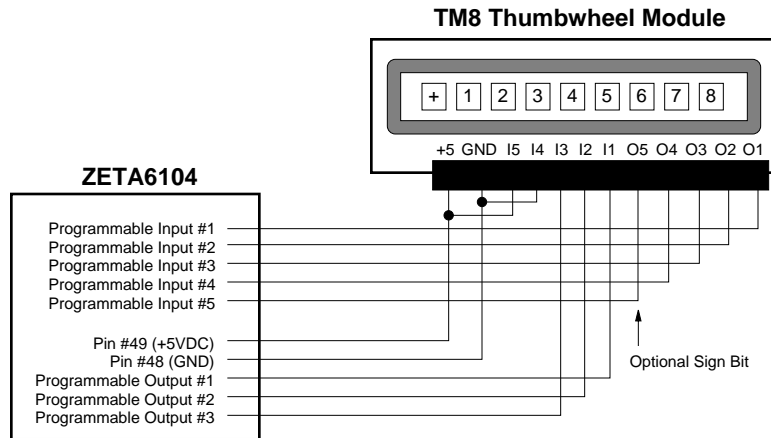 TM8 Thumbwheel Module
+ 1 2 3 4 5 6 7 8
+5 GND I5 I4 I3 I2 I1 O5 O4 O3 O2 O1
ZETA6104
Programmable Input #1
Programmable Input #2
Programmable Input #3
Programmable Input #4
Programmable Input #5
Pin #49 (+5VDC)
Pin #48 (GND)
Optional Sign Bit
Programmable Output #1
Programmable Output #2
Programmable Output #3